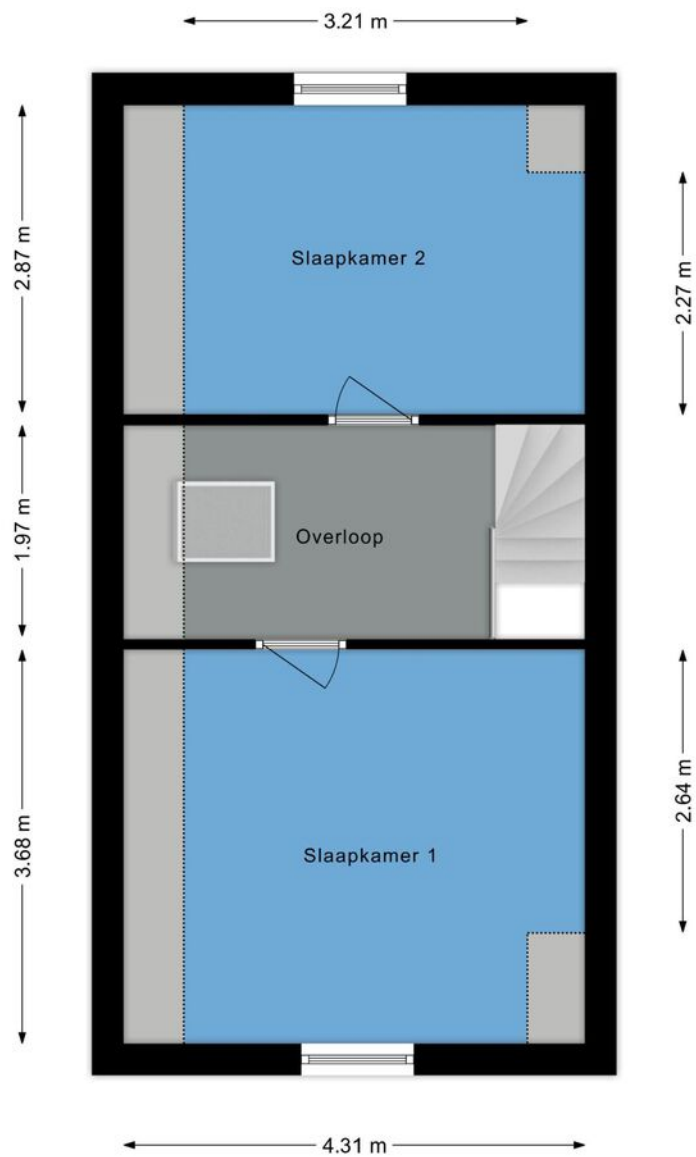 3.21 m
2.87 m
Slaapkamer 2
2.27 m
1.97 m
Overloop
3.68 m
2.64 m
Slaapkamer 1
4.31 m